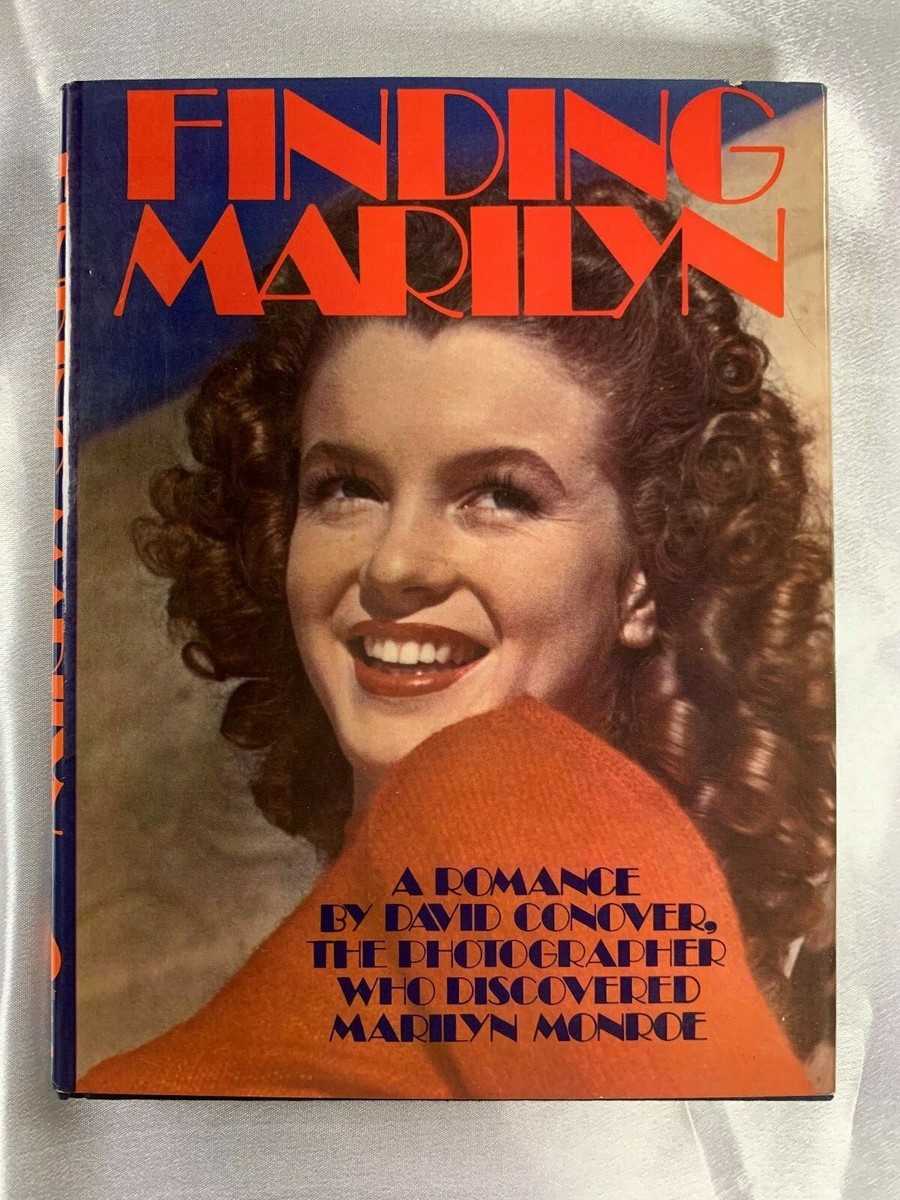 FINDING
MARILYN
A ROMANCE
BY DAVID CONOVER,
THE PHOTOGRAPHER
WHO DISCOVERED
MARILYN MONROE